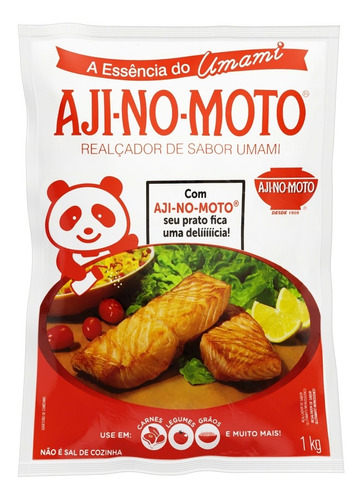 A Essência do Umami
AJI-NO-MOTO®
REALÇADOR DE SABOR UMAMI
AJI-NO-MOTO®
DESDE 1909
Com
AJI-NO-MOTO®
seu prato fica
uma deliiiíícia!
USE EM:
CARNES
LEGUMES
GRÃOS
E MUITO MAIS!
NÃO É SAL DE COZINHA
1 kg